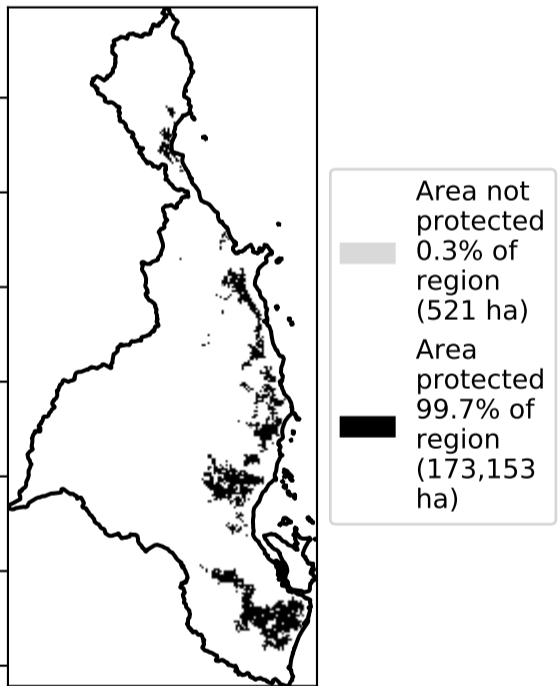 Area not
protected
0.3% of
region
(521 ha)
Area
protected
99.7% of
region
(173,153
ha)